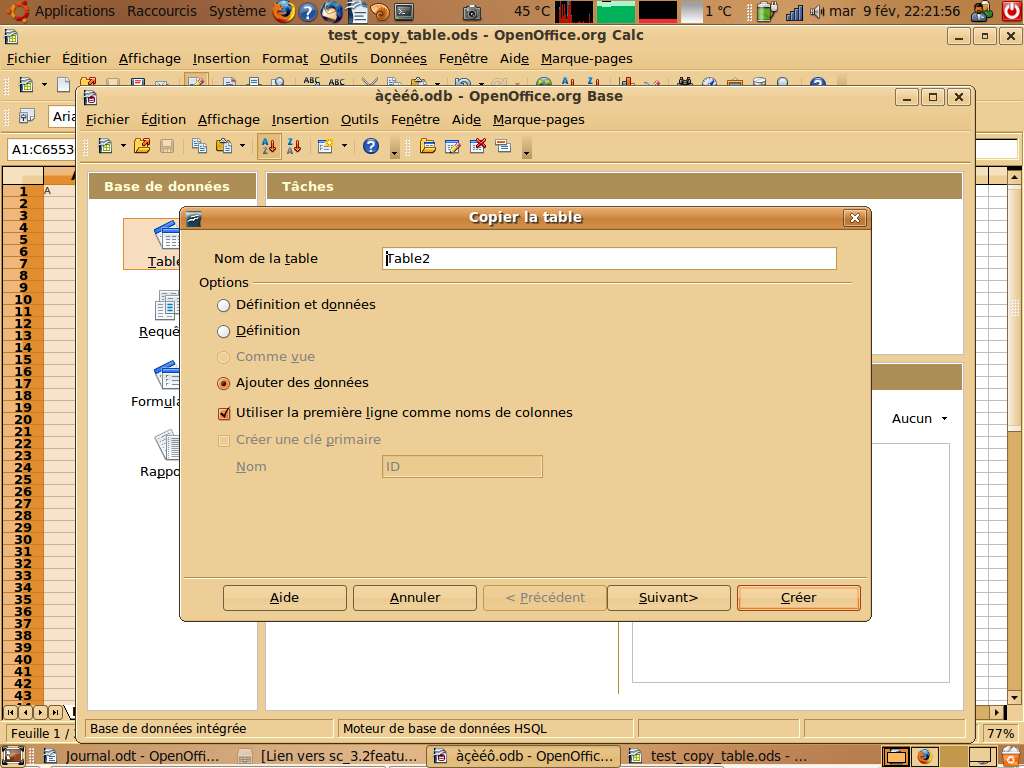 Applications Raccourcis Système 45 °C 1 °C mar 9 fév, 22:21:56
test_copy_table.ods - OpenOffice.org Calc
Fichier Édition Affichage Insertion Format Outils Données Fenêtre Aide Marque-pages
àçèéô.odb - OpenOffice.org Base
Fichier Édition Affichage Insertion Outils Fenêtre Aide Marque-pages
Aria
A1:C6553
Base de données Tâches
1 A
2
3
4
5
6
7
8
9
10
11
12
13
14
15
16
17
18
19
20
21
22
23
24
25
26
27
28
29
30
31
32
33
34
35
36
37
38
39
40
41
42
43
Table
Requê
Formula
Rappo
Aucun
Copier la table
Nom de la table Table2
Options
Définition et données
Définition
Comme vue
Ajouter des données
Utiliser la première ligne comme noms de colonnes
Créer une clé primaire
Nom ID
Aide Annuler < Précédent Suivant> Créer
Base de données intégrée Moteur de base de données HSQL
Feuille 1 / 77%
Journal.odt - OpenOffi... [Lien vers sc_3.2featu... àçèéô.odb - OpenOffic... test_copy_table.ods - ...